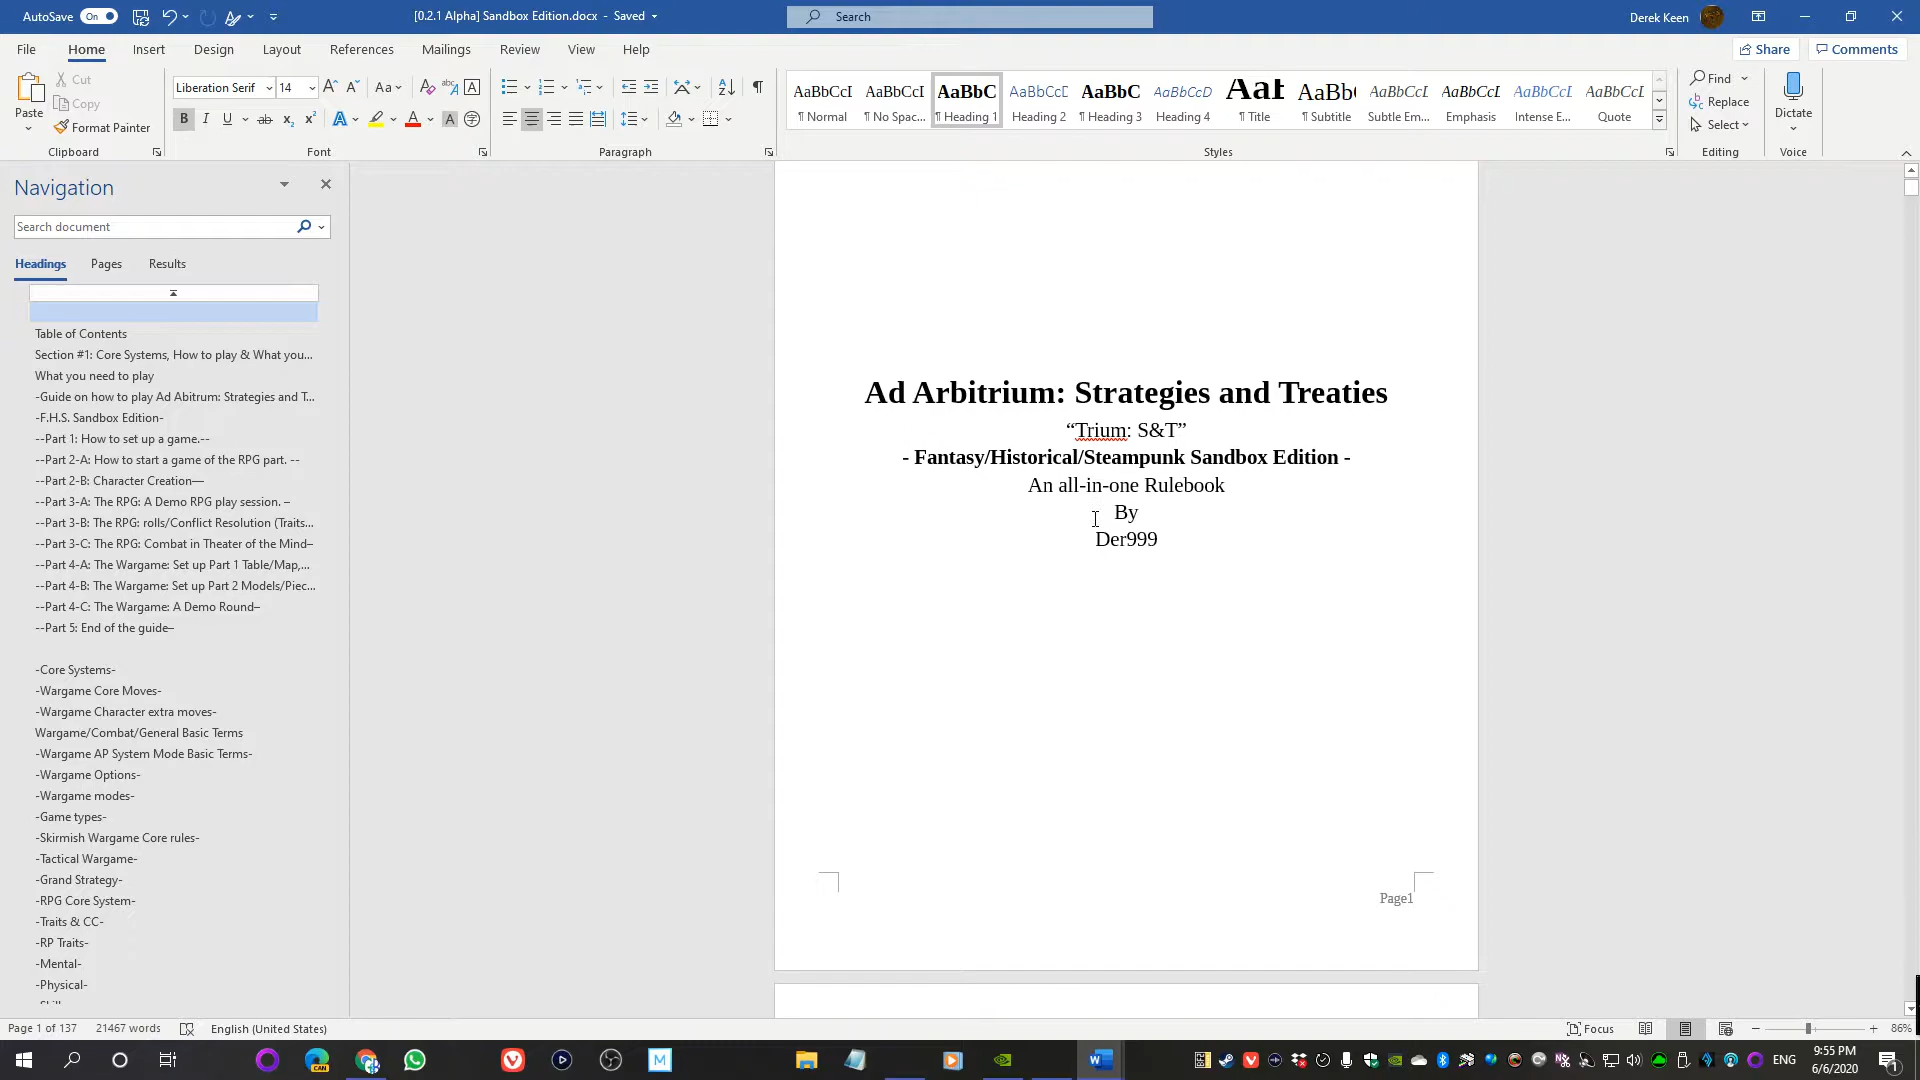 AutoSave On
[0.2.1 Alpha] Sandbox Edition.docx - Saved
Search
Derek Keen
File Home Insert Design Layout References Mailings Review View Help
Share Comments
Paste
Cut
Copy
Format Painter
Clipboard
Liberation Serif 14
Font
Paragraph
AaBbCcI AaBbCcI AaBbC AaBbCcC AaBbC AaBbCcD AaI AaBb( AaBbCcL AaBbCcI AaBbCcI AaBbCcL
¶ Normal ¶ No Spac... ¶ Heading 1 Heading 2 ¶ Heading 3 Heading 4 ¶ Title ¶ Subtitle Subtle Em... Emphasis Intense E... Quote
Styles
Find
Replace
Select
Editing
Dictate
Voice
Navigation
Search document
Headings Pages Results
Table of Contents
Section #1: Core Systems, How to play & What you...
What you need to play
-Guide on how to play Ad Abitrum: Strategies and T...
-F.H.S. Sandbox Edition-
--Part 1: How to set up a game.--
--Part 2-A: How to start a game of the RPG part. --
--Part 2-B: Character Creation—
--Part 3-A: The RPG: A Demo RPG play session. –
--Part 3-B: The RPG: rolls/Conflict Resolution (Traits...
--Part 3-C: The RPG: Combat in Theater of the Mind–
--Part 4-A: The Wargame: Set up Part 1 Table/Map,...
--Part 4-B: The Wargame: Set up Part 2 Models/Piec...
--Part 4-C: The Wargame: A Demo Round–
--Part 5: End of the guide–
-Core Systems-
-Wargame Core Moves-
-Wargame Character extra moves-
Wargame/Combat/General Basic Terms
-Wargame AP System Mode Basic Terms-
-Wargame Options-
-Wargame modes-
-Game types-
-Skirmish Wargame Core rules-
-Tactical Wargame-
-Grand Strategy-
-RPG Core System-
-Traits & CC-
-RP Traits-
-Mental-
-Physical-
Ad Arbitrium: Strategies and Treaties
“Trium: S&T”
- Fantasy/Historical/Steampunk Sandbox Edition -
An all-in-one Rulebook
By
Der999
Page1
Page 1 of 137 21467 words English (United States)
Focus
86%
CAN
ENG
9:55 PM
6/6/2020